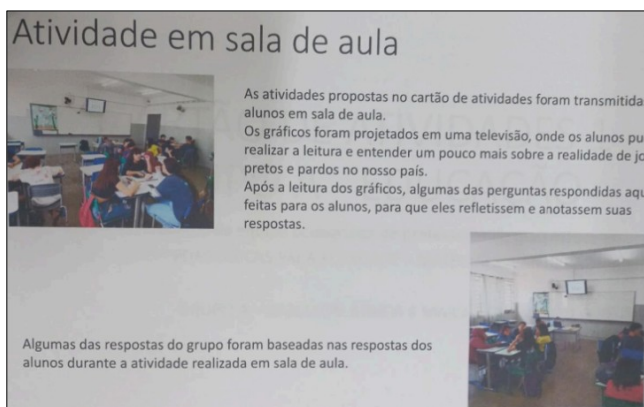 Atividade em sala de aula
As atividades propostas no cartão de atividades foram transmitida
alunos em sala de aula.
Os gráficos foram projetados em uma televisão, onde os alunos pu
realizar a leitura e entender um pouco mais sobre a realidade de jo
pretos e pardos no nosso país.
Após a leitura dos gráficos, algumas das perguntas respondidas aqu
feitas para os alunos, para que eles refletissem e anotassem suas
respostas.
Algumas das respostas do grupo foram baseadas nas respostas dos
alunos durante a atividade realizada em sala de aula.